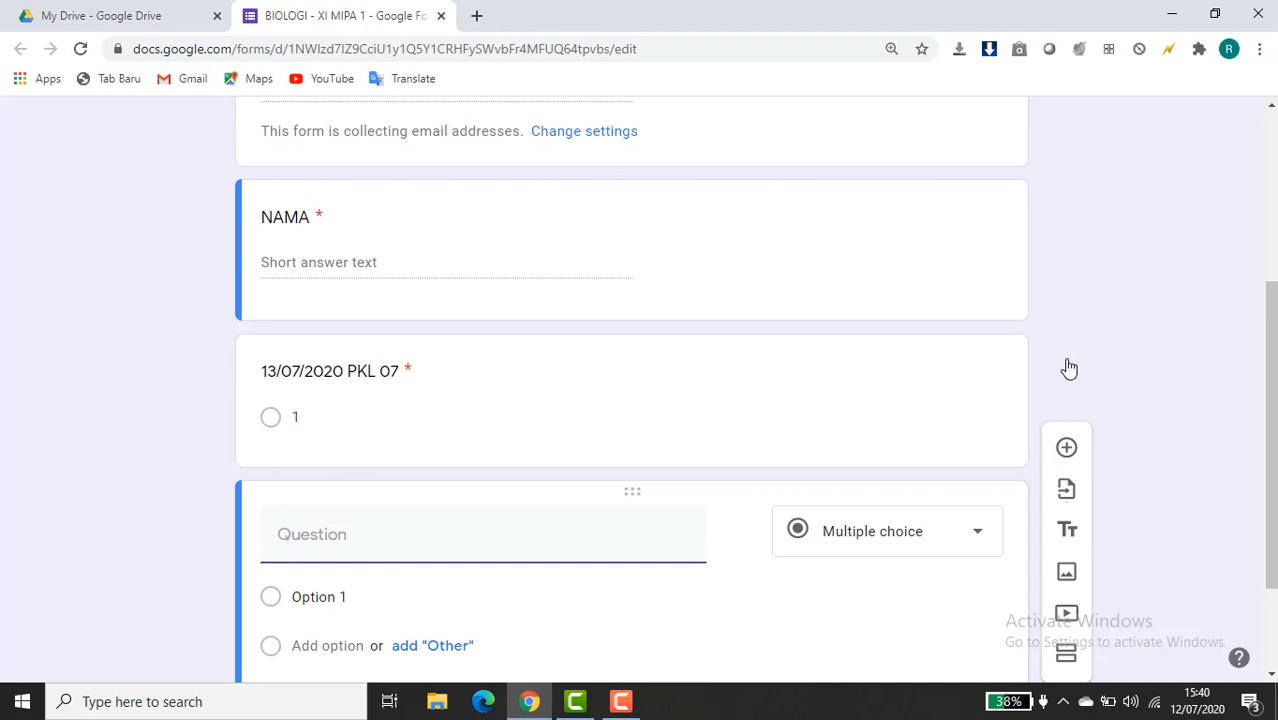 My Drive - Google Drive
BIOLOGI - XI MIPA 1 - Google Fo
docs.google.com/forms/d/1NWlzd7lZ9CciU1y1Q5Y1CRHFySWvbFr4MFUQ64tpvbs/edit
R
Apps
Tab Baru
Gmail
Maps
YouTube
Translate
This form is collecting email addresses. Change settings
NAMA *
Short answer text
13/07/2020 PKL 07 *
1
Question
Multiple choice
Option 1
Add option or add "Other"
Activate Windows
Go to Settings to activate Windows.
Type here to search
38%
15:40
12/07/2020
3